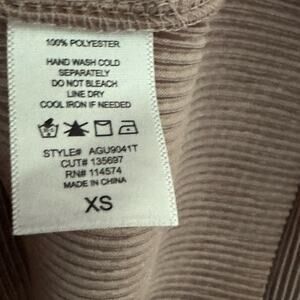 100% POLYESTER
HAND WASH COLD
SEPARATELY
DO NOT BLEACH
LINE DRY
COOL IRON IF NEEDED
STYLE# AGU9041T
CUT# 135697
RN# 114574
MADE IN CHINA
XS